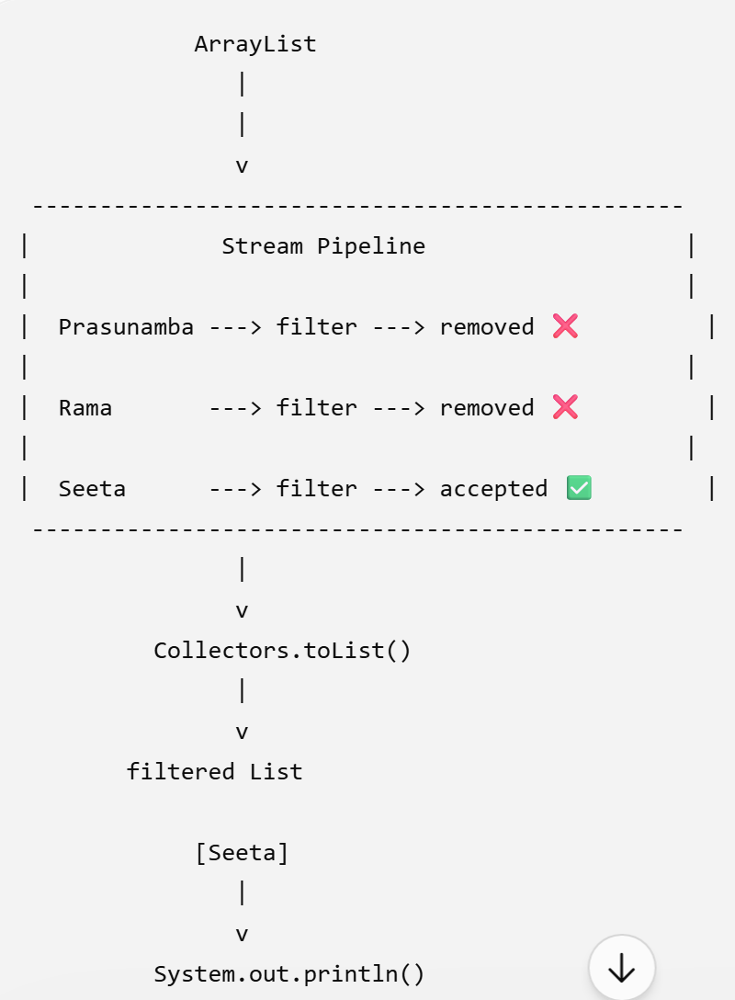 ArrayList
|
|
v
------------------------------------------------
|              Stream Pipeline                   |
|                                                |
|  Prasunamba ---> filter ---> removed ❌         |
|                                                |
|  Rama       ---> filter ---> removed ❌         |
|                                                |
|  Seeta      ---> filter ---> accepted ✅        |
------------------------------------------------
|
v
Collectors.toList()
|
v
filtered List
[Seeta]
|
v
System.out.println()